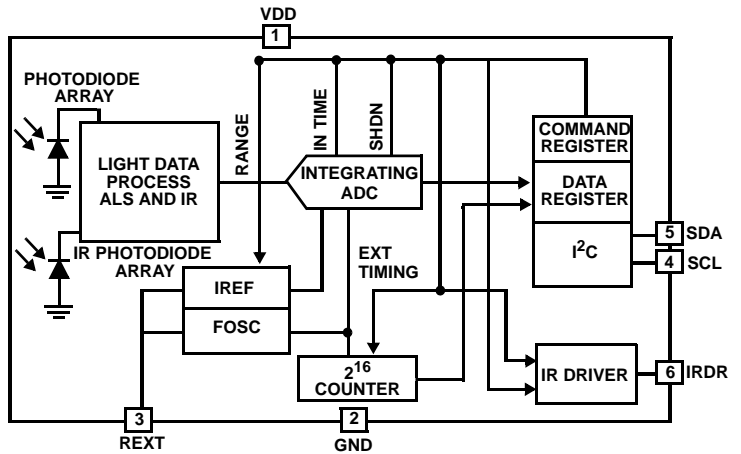 VDD
1
PHOTODIODE
ARRAY
LIGHT DATA
PROCESS
ALS AND IR
IR PHOTODIODE
ARRAY
RANGE
IN TIME
SHDN
INTEGRATING
ADC
COMMAND
REGISTER
DATA
REGISTER
I²C
5 SDA
4 SCL
EXT
TIMING
IREF
FOSC
2¹⁶
COUNTER
IR DRIVER
6 IRDR
3
REXT
2
GND